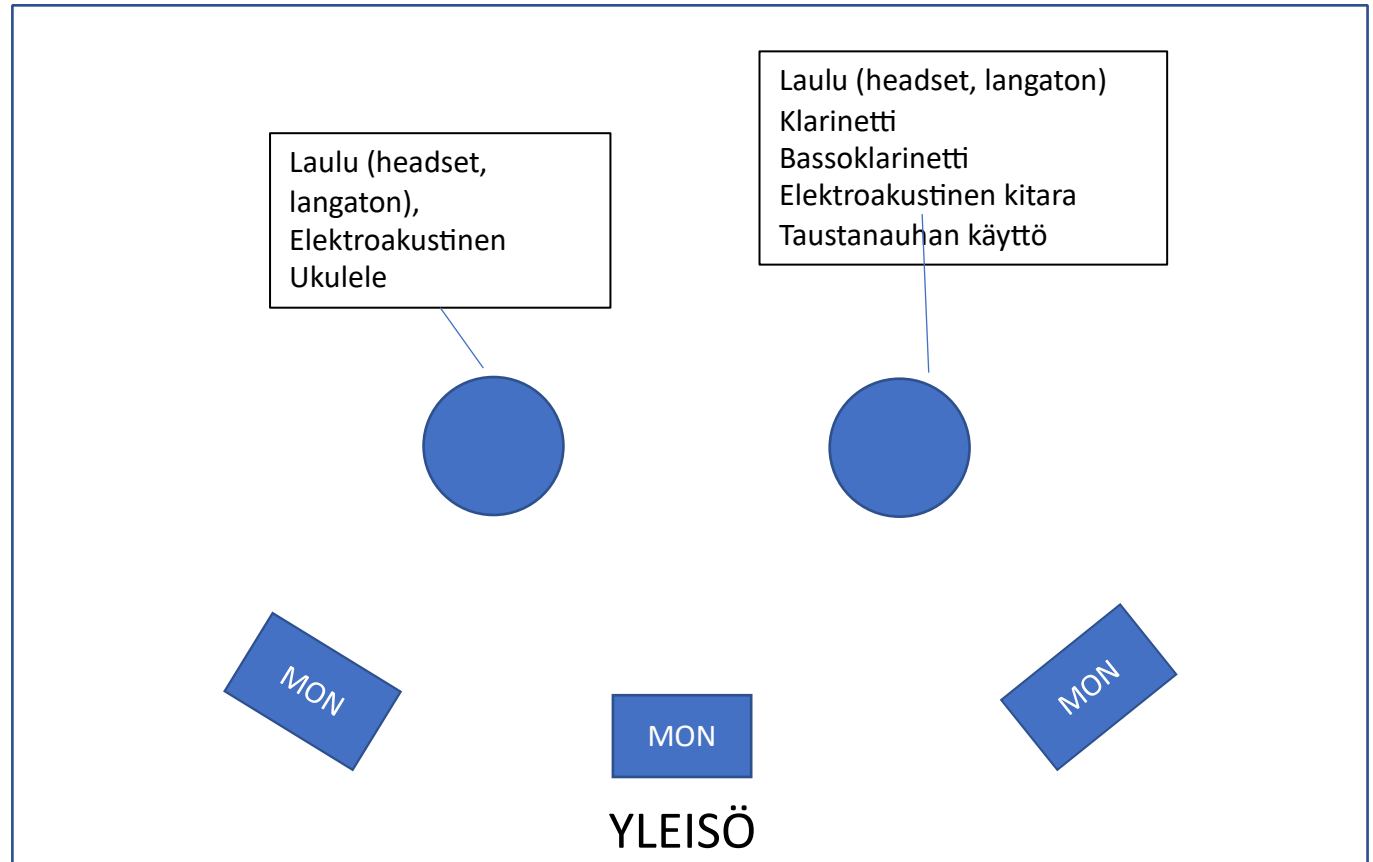 Laulu (headset,
langaton),
Elektroakustinen
Ukulele
Laulu (headset, langaton)
Klarinetti
Bassoklarinetti
Elektroakustinen kitara
Taustanauhan käyttö
MON
MON
MON
YLEISÖ